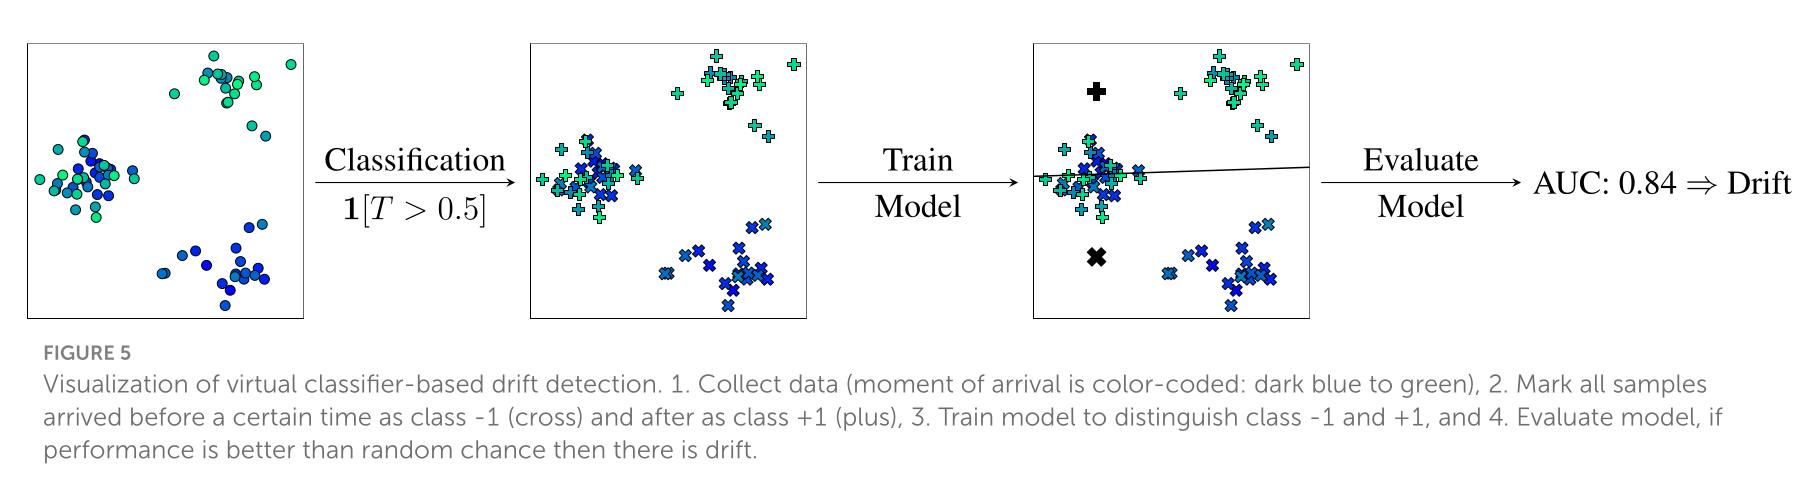 Classification
1[T > 0.5]
Train
Model
Evaluate
Model
AUC: 0.84 ⇒ Drift
FIGURE 5
Visualization of virtual classifier-based drift detection. 1. Collect data (moment of arrival is color-coded: dark blue to green), 2. Mark all samples
arrived before a certain time as class -1 (cross) and after as class +1 (plus), 3. Train model to distinguish class -1 and +1, and 4. Evaluate model, if
performance is better than random chance then there is drift.